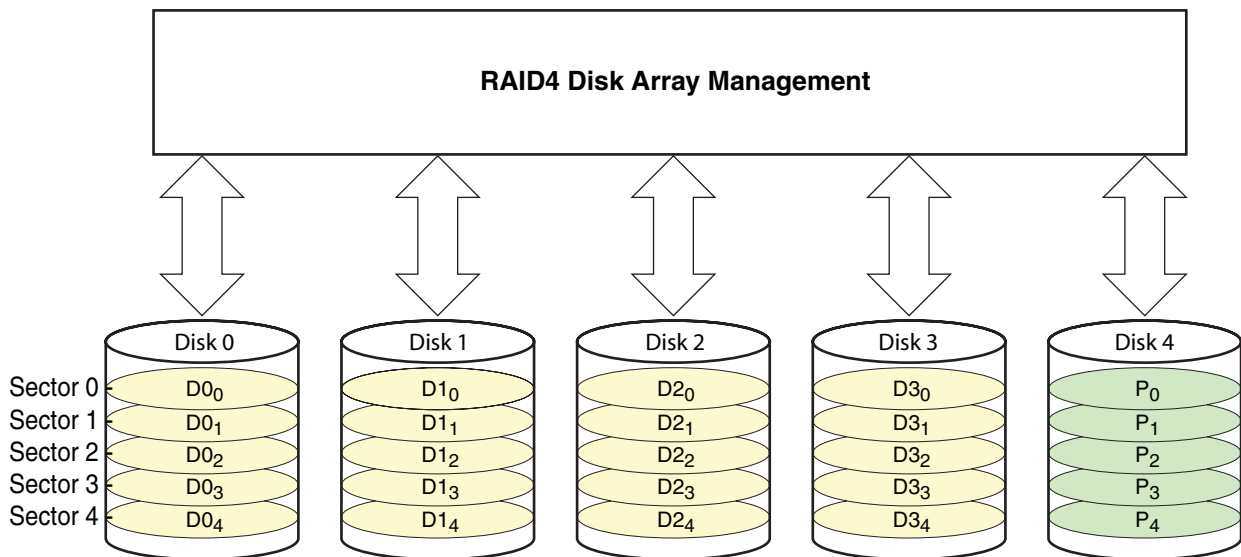 RAID4 Disk Array Management
Disk 0 Disk 1 Disk 2 Disk 3 Disk 4
Sector 0 D0₀ D1₀ D2₀ D3₀ P₀
Sector 1 D0₁ D1₁ D2₁ D3₁ P₁
Sector 2 D0₂ D1₂ D2₂ D3₂ P₂
Sector 3 D0₃ D1₃ D2₃ D3₃ P₃
Sector 4 D0₄ D1₄ D2₄ D3₄ P₄